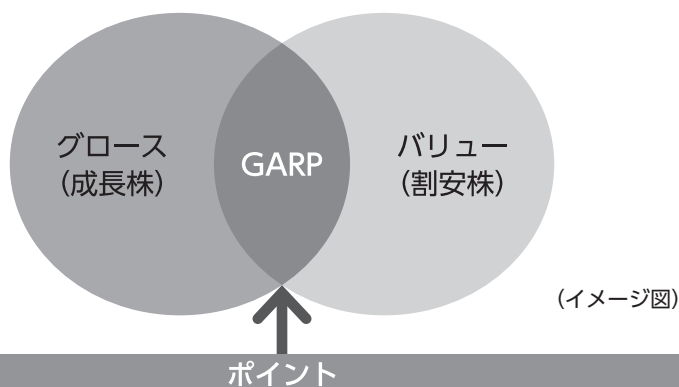 グロース
(成長株)
GARP
バリュー
(割安株)
(イメージ図)
ポイント